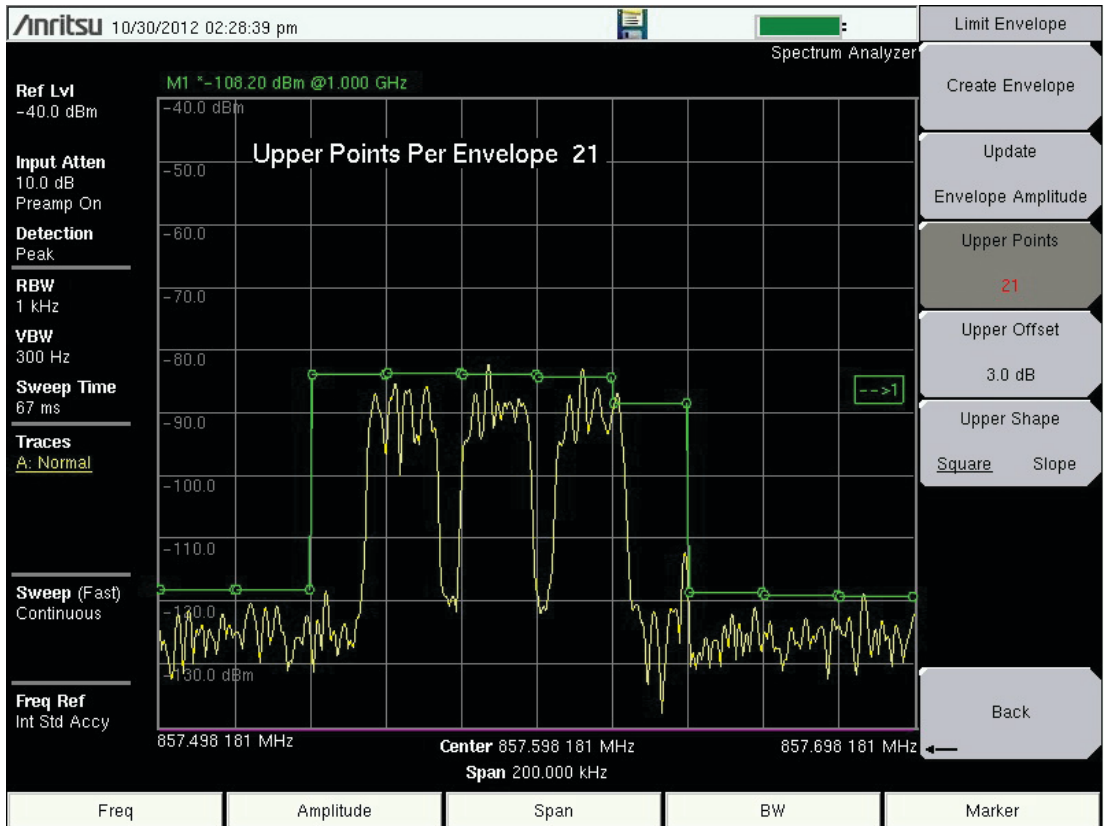 /Inritsu 10/30/2012 02:28:39 pm
Spectrum Analyzer
M1 *-108.20 dBm @1.000 GHz
Ref Lvl
-40.0 dBm
Input Atten
10.0 dB
Preamp On
Detection
Peak
RBW
1 kHz
VBW
300 Hz
Sweep Time
67 ms
Traces
A: Normal
Sweep (Fast)
Continuous
Freq Ref
Int Std Accy
-40.0 dBm
Upper Points Per Envelope 21
-50.0
-60.0
-70.0
-80.0
-90.0
-100.0
-110.0
-120.0
-130.0 dBm
-->1
857.498 181 MHz
Center 857.598 181 MHz
857.698 181 MHz
Span 200.000 kHz
Limit Envelope
Create Envelope
Update
Envelope Amplitude
Upper Points
21
Upper Offset
3.0 dB
Upper Shape
Square Slope
Back
Freq Amplitude Span BW Marker